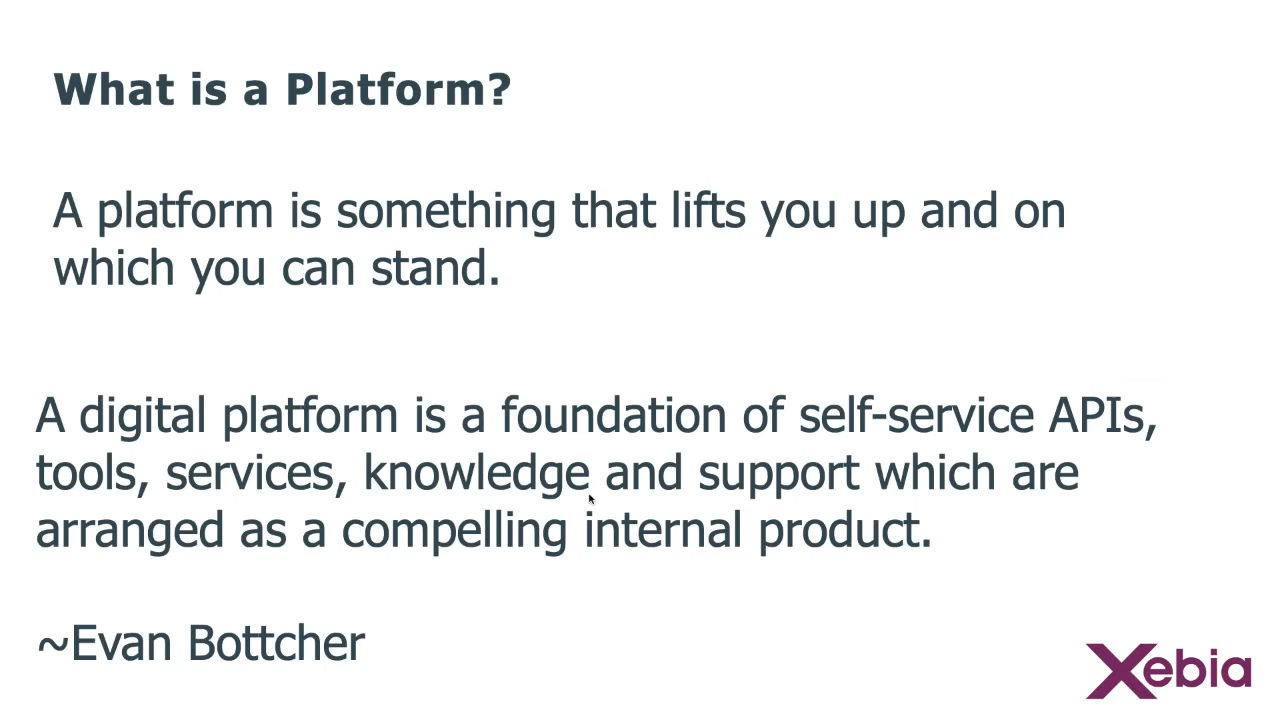 What is a Platform?
A platform is something that lifts you up and on
which you can stand.
A digital platform is a foundation of self-service APIs,
tools, services, knowledge and support which are
arranged as a compelling internal product.
~Evan Bottcher
Xebia